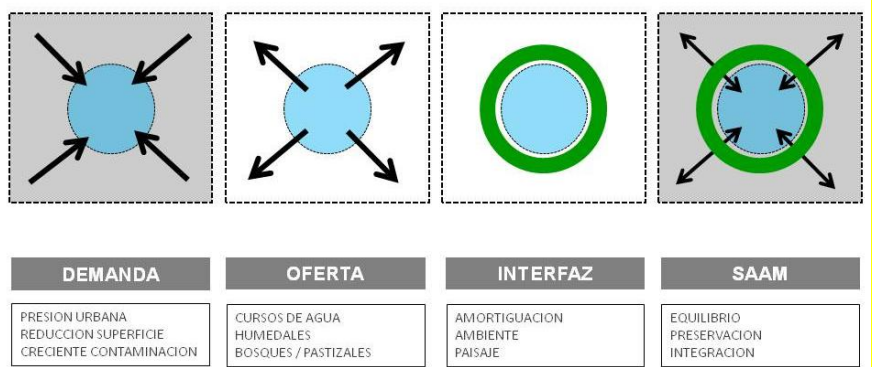 DEMANDA
PRESION URBANA
REDUCCION SUPERFICIE
CRECIENTE CONTAMINACION
OFERTA
CURSOS DE AGUA
HUMEDALES
BOSQUES / PASTIZALES
INTERFAZ
AMORTIGUACION
AMBIENTE
PAISAJE
SAAM
EQUILIBRIO
PRESERVACION
INTEGRACION